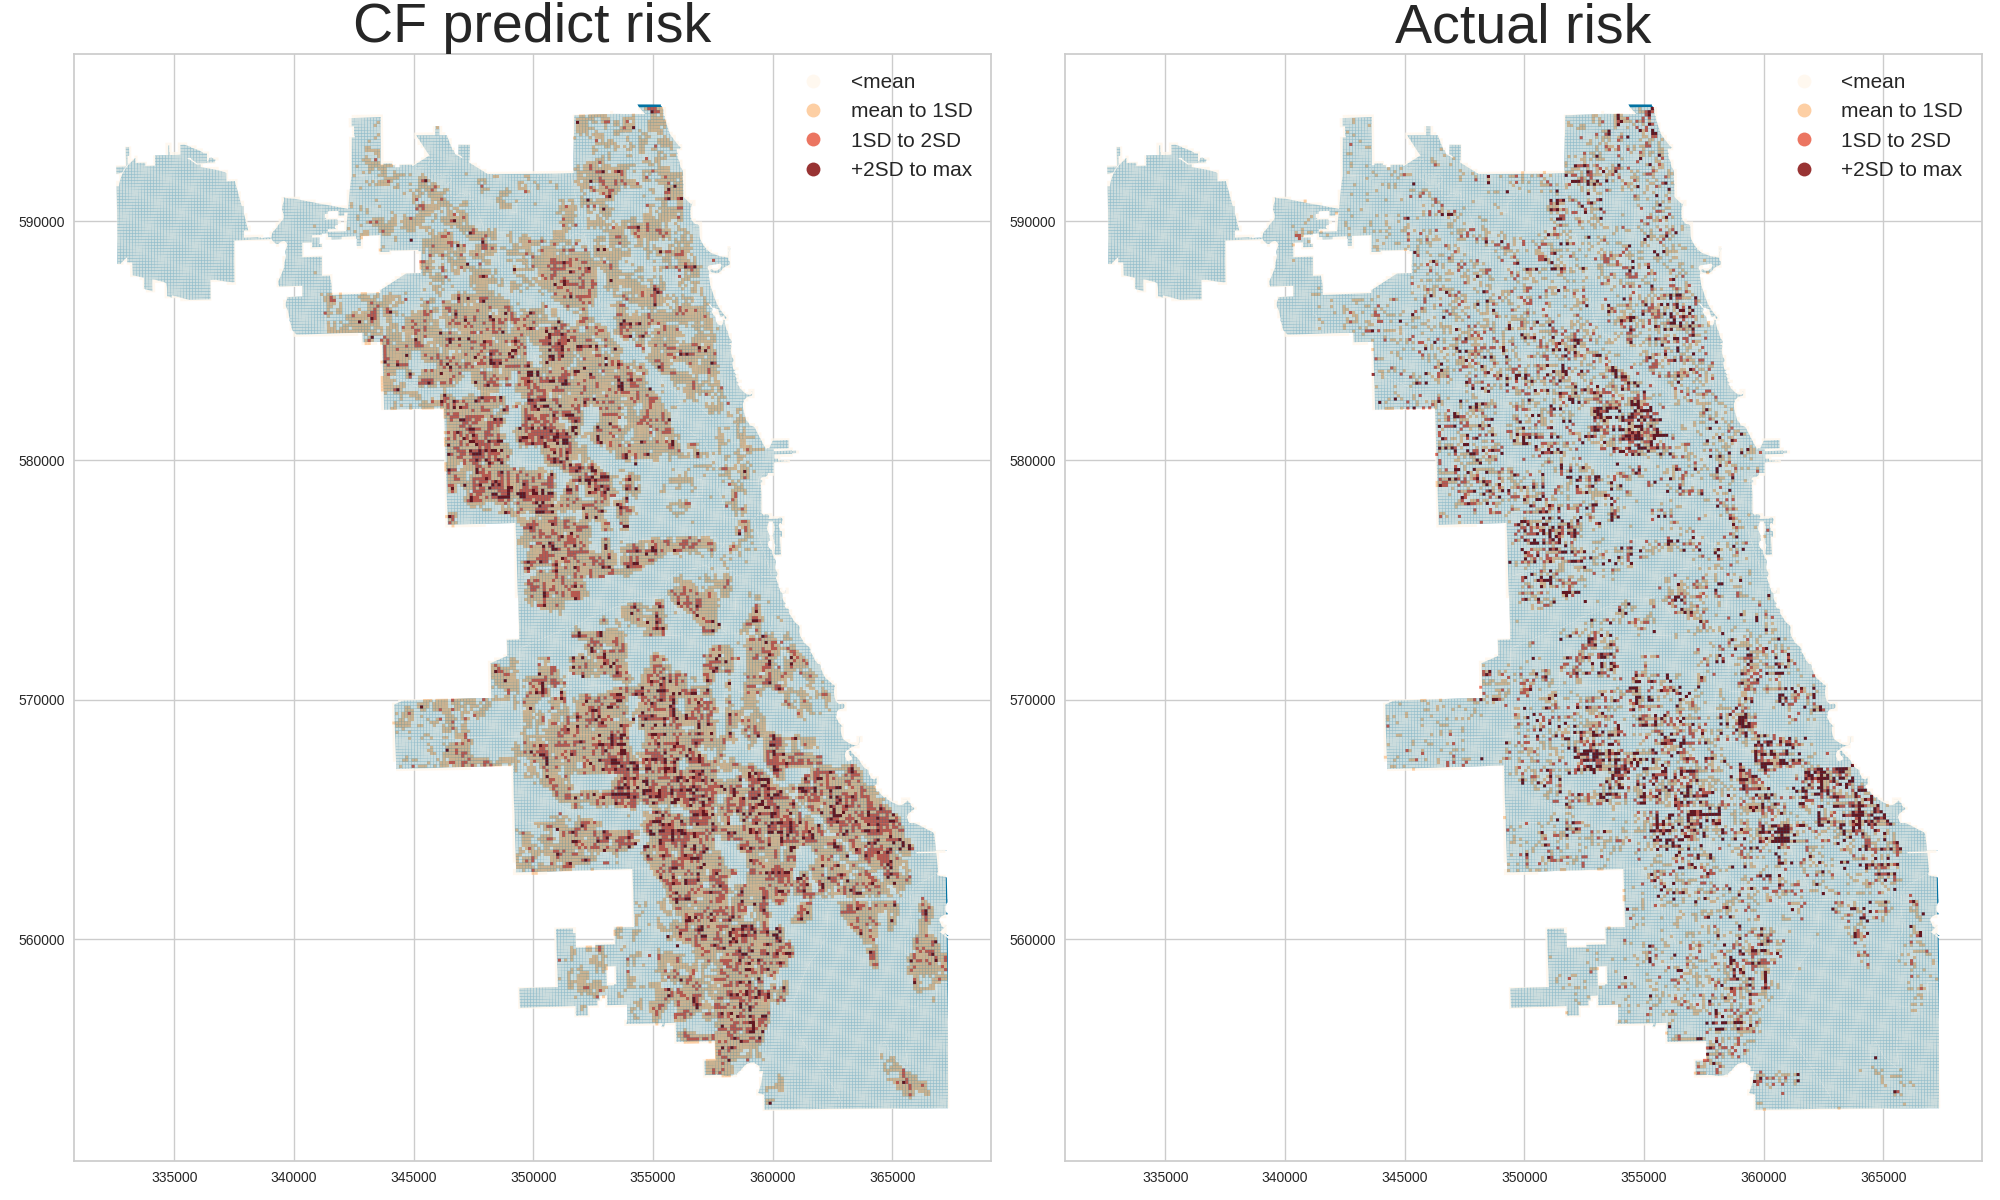 CF predict risk
<mean
mean to 1SD
1SD to 2SD
+2SD to max
590000
580000
570000
560000
335000 340000 345000 350000 355000 360000 365000
Actual risk
<mean
mean to 1SD
1SD to 2SD
+2SD to max
590000
580000
570000
560000
335000 340000 345000 350000 355000 360000 365000